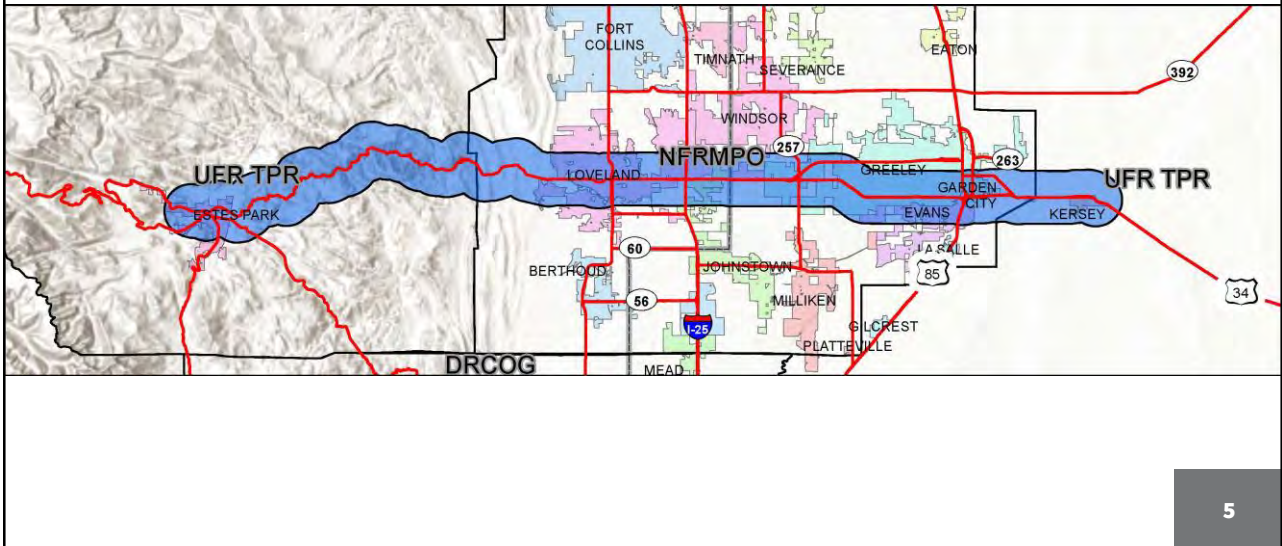 FORT
COLLINS
TIMNATH
SEVERANCE
EATON
392
WINDSOR
257
NFRMPO
263
UFR TPR
LOVELAND
GREELEY
GARDEN
CITY
UFR TPR
ESTES PARK
EVANS
KERSEY
60
LA SALLE
BERTHOUD
JOHNSTOWN
85
56
MILLIKEN
34
I-25
GILCREST
PLATTEVILLE
DRCOG
MEAD
5